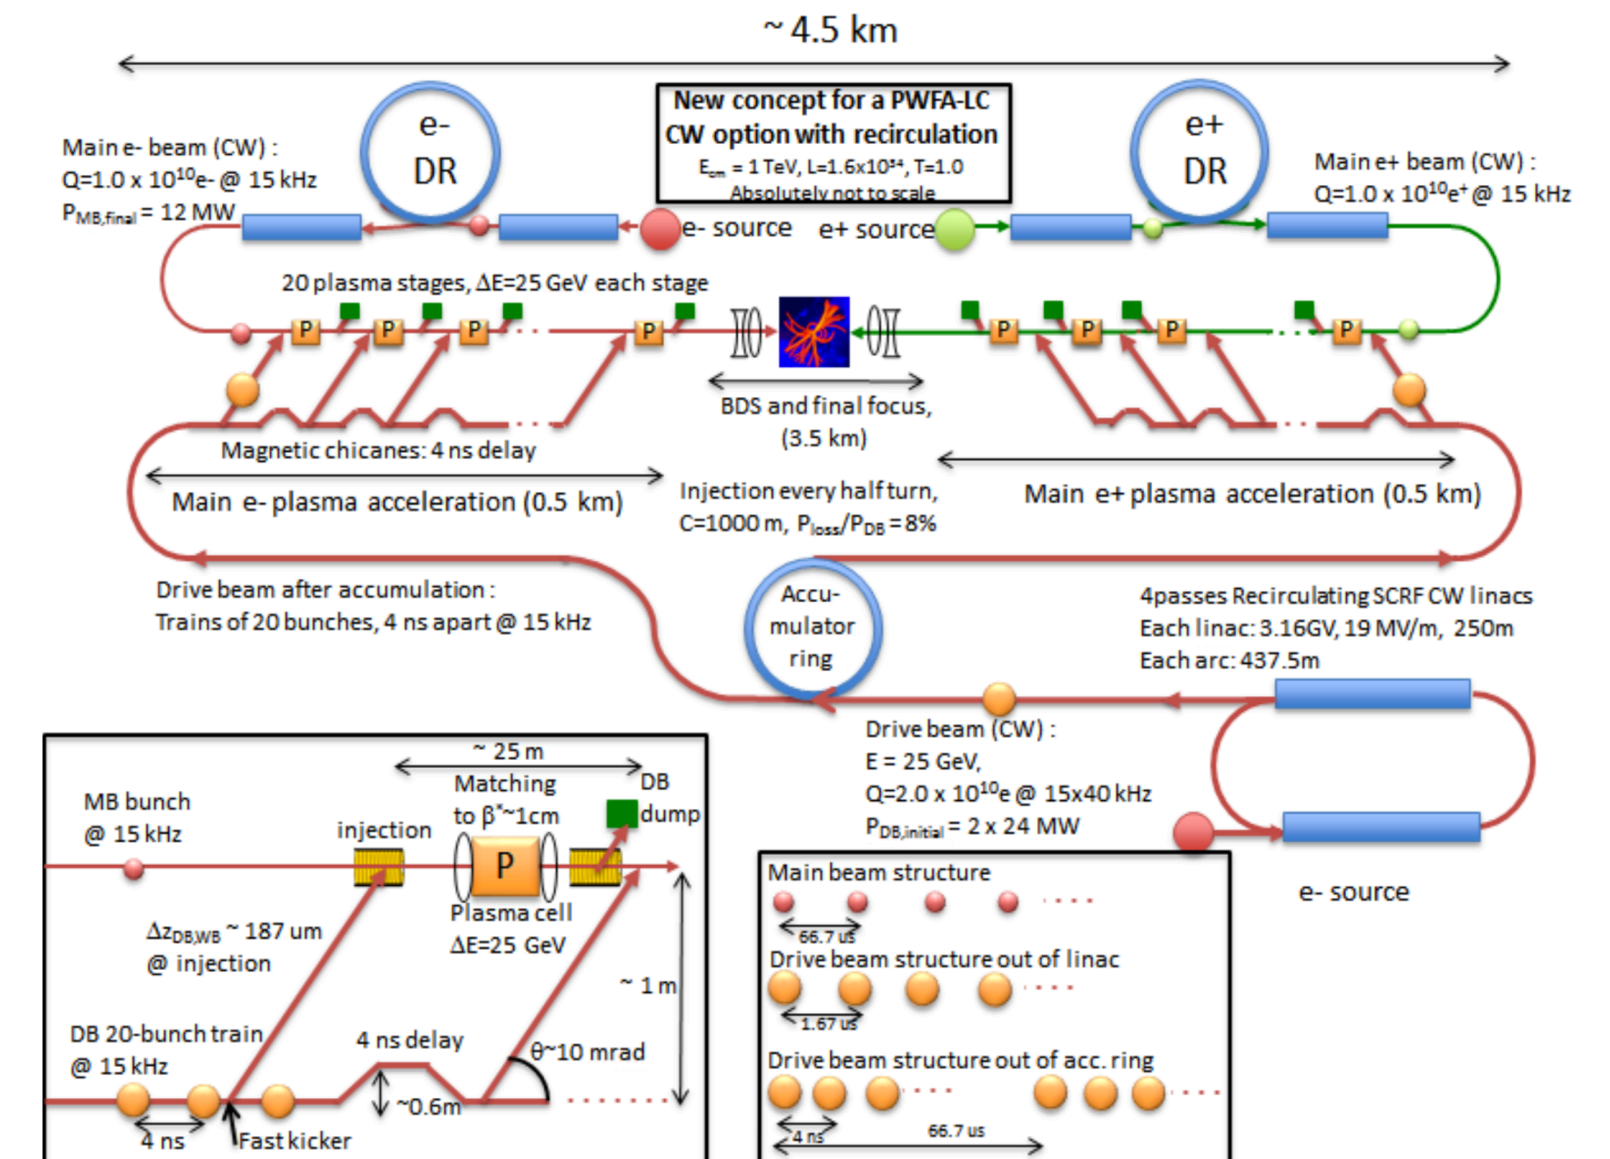 ~ 4.5 km
New concept for a PWFA-LC
CW option with recirculation
Ecm = 1 TeV, L=1.6x10³⁴, T=1.0
Absolutely not to scale
e-
DR
e+
DR
Main e- beam (CW) :
Q=1.0 x 10¹⁰e- @ 15 kHz
PMB,final = 12 MW
Main e+ beam (CW) :
Q=1.0 x 10¹⁰e⁺ @ 15 kHz
e- source
e+ source
20 plasma stages, ΔE=25 GeV each stage
P
P
P
P
P
P
P
P
BDS and final focus,
(3.5 km)
Magnetic chicanes: 4 ns delay
Main e- plasma acceleration (0.5 km)
Main e+ plasma acceleration (0.5 km)
Injection every half turn,
C=1000 m, Ploss/PDB = 8%
Drive beam after accumulation :
Trains of 20 bunches, 4 ns apart @ 15 kHz
Accu-
mulator
ring
4passes Recirculating SCRF CW linacs
Each linac: 3.16GV, 19 MV/m, 250m
Each arc: 437.5m
Drive beam (CW) :
E = 25 GeV,
Q=2.0 x 10¹⁰e @ 15x40 kHz
PDB,initial = 2 x 24 MW
e- source
~ 25 m
Matching
to β*~1cm
DB
dump
MB bunch
@ 15 kHz
injection
P
Plasma cell
ΔE=25 GeV
ΔzDB,WB ~ 187 um
@ injection
~ 1 m
DB 20-bunch train
@ 15 kHz
4 ns delay
θ~10 mrad
~0.6m
4 ns
Fast kicker
Main beam structure
66.7 us
Drive beam structure out of linac
1.67 us
Drive beam structure out of acc. ring
4 ns
66.7 us